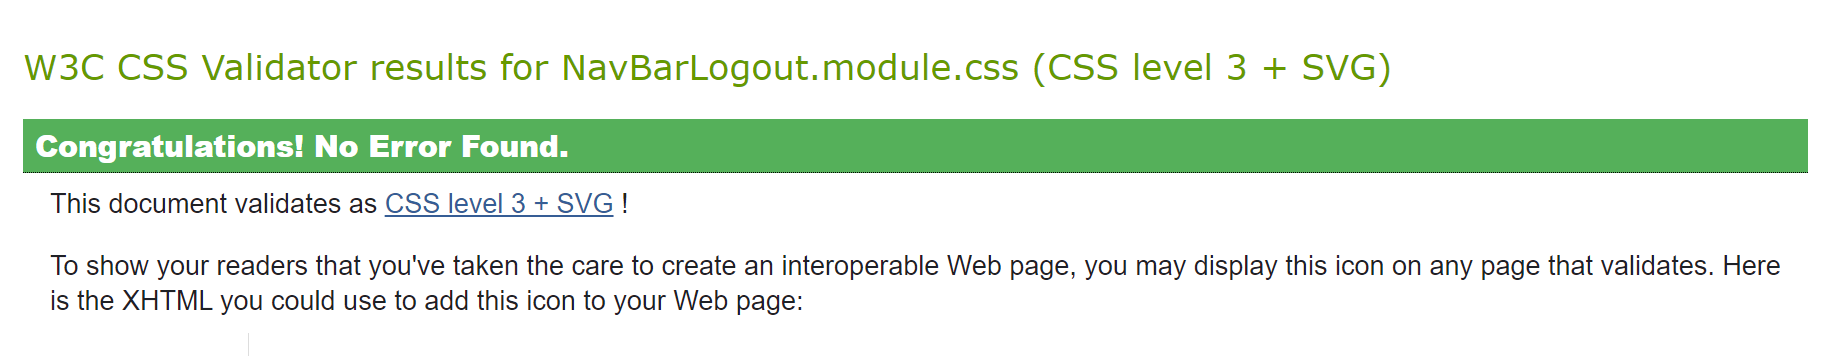 W3C CSS Validator results for NavBarLogout.module.css (CSS level 3 + SVG)
Congratulations! No Error Found.
This document validates as CSS level 3 + SVG !
To show your readers that you've taken the care to create an interoperable Web page, you may display this icon on any page that validates. Here
is the XHTML you could use to add this icon to your Web page: